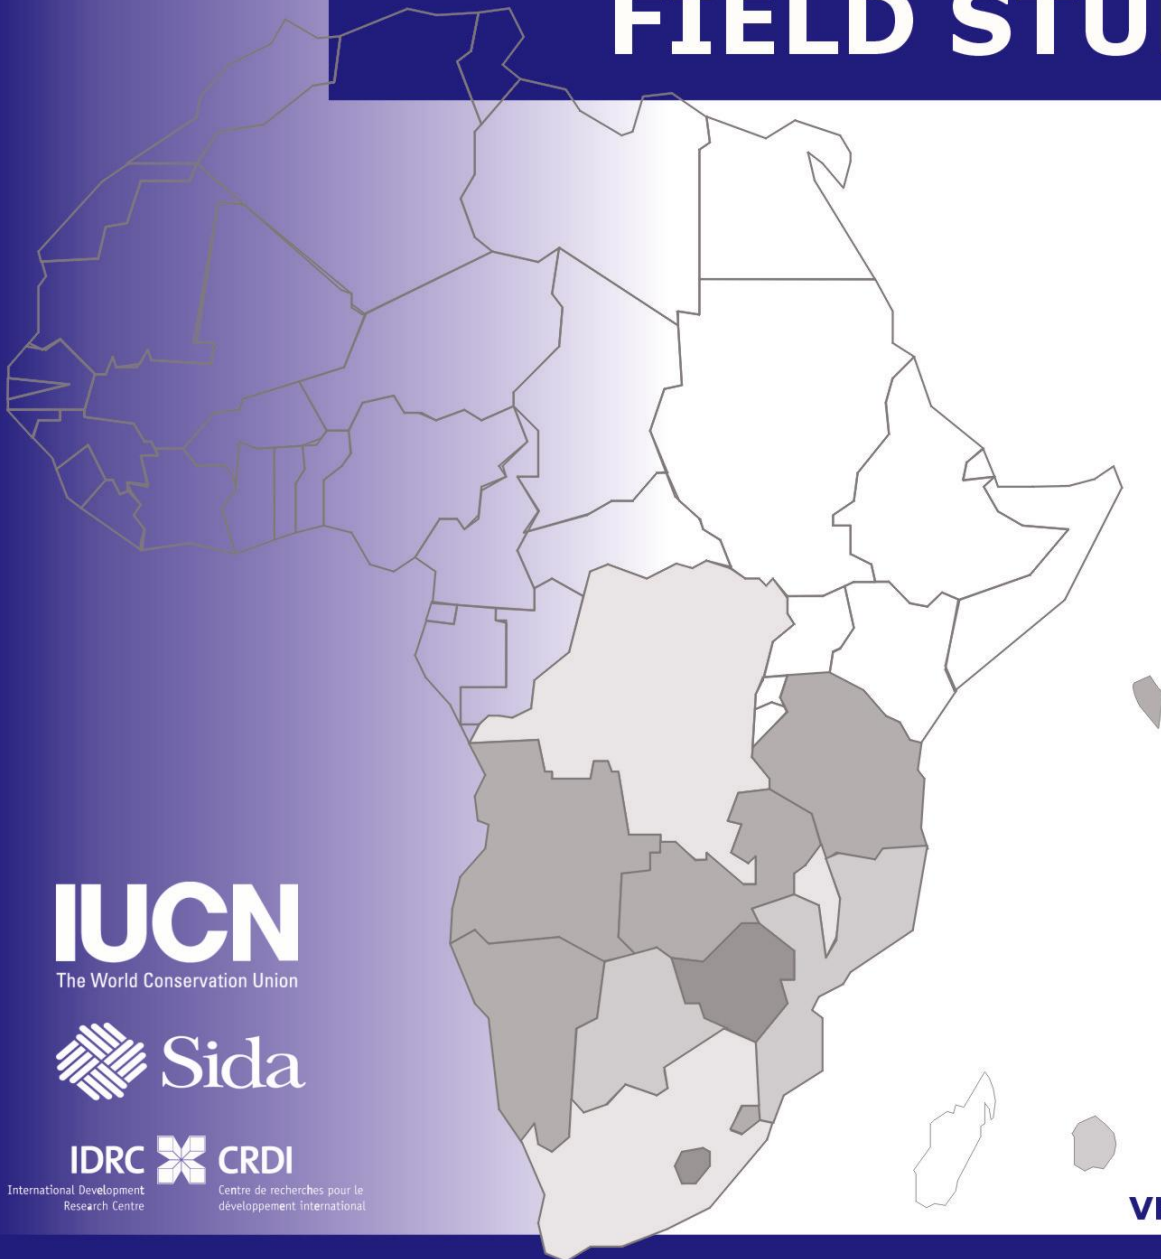 FIELD STU
IUCN
The World Conservation Union
Sida
IDRC CRDI
International Development
Research Centre
Centre de recherches pour le
développement international
VI